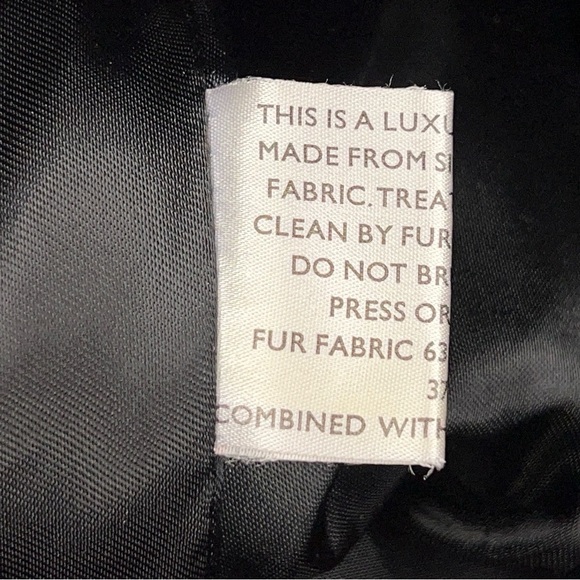 THIS IS A LUXU
MADE FROM
FABRIC. TREAT
CLEAN BY FUR
DO NOT BR
PRESS OR
FUR FABRIC 63
37
COMBINED WITH